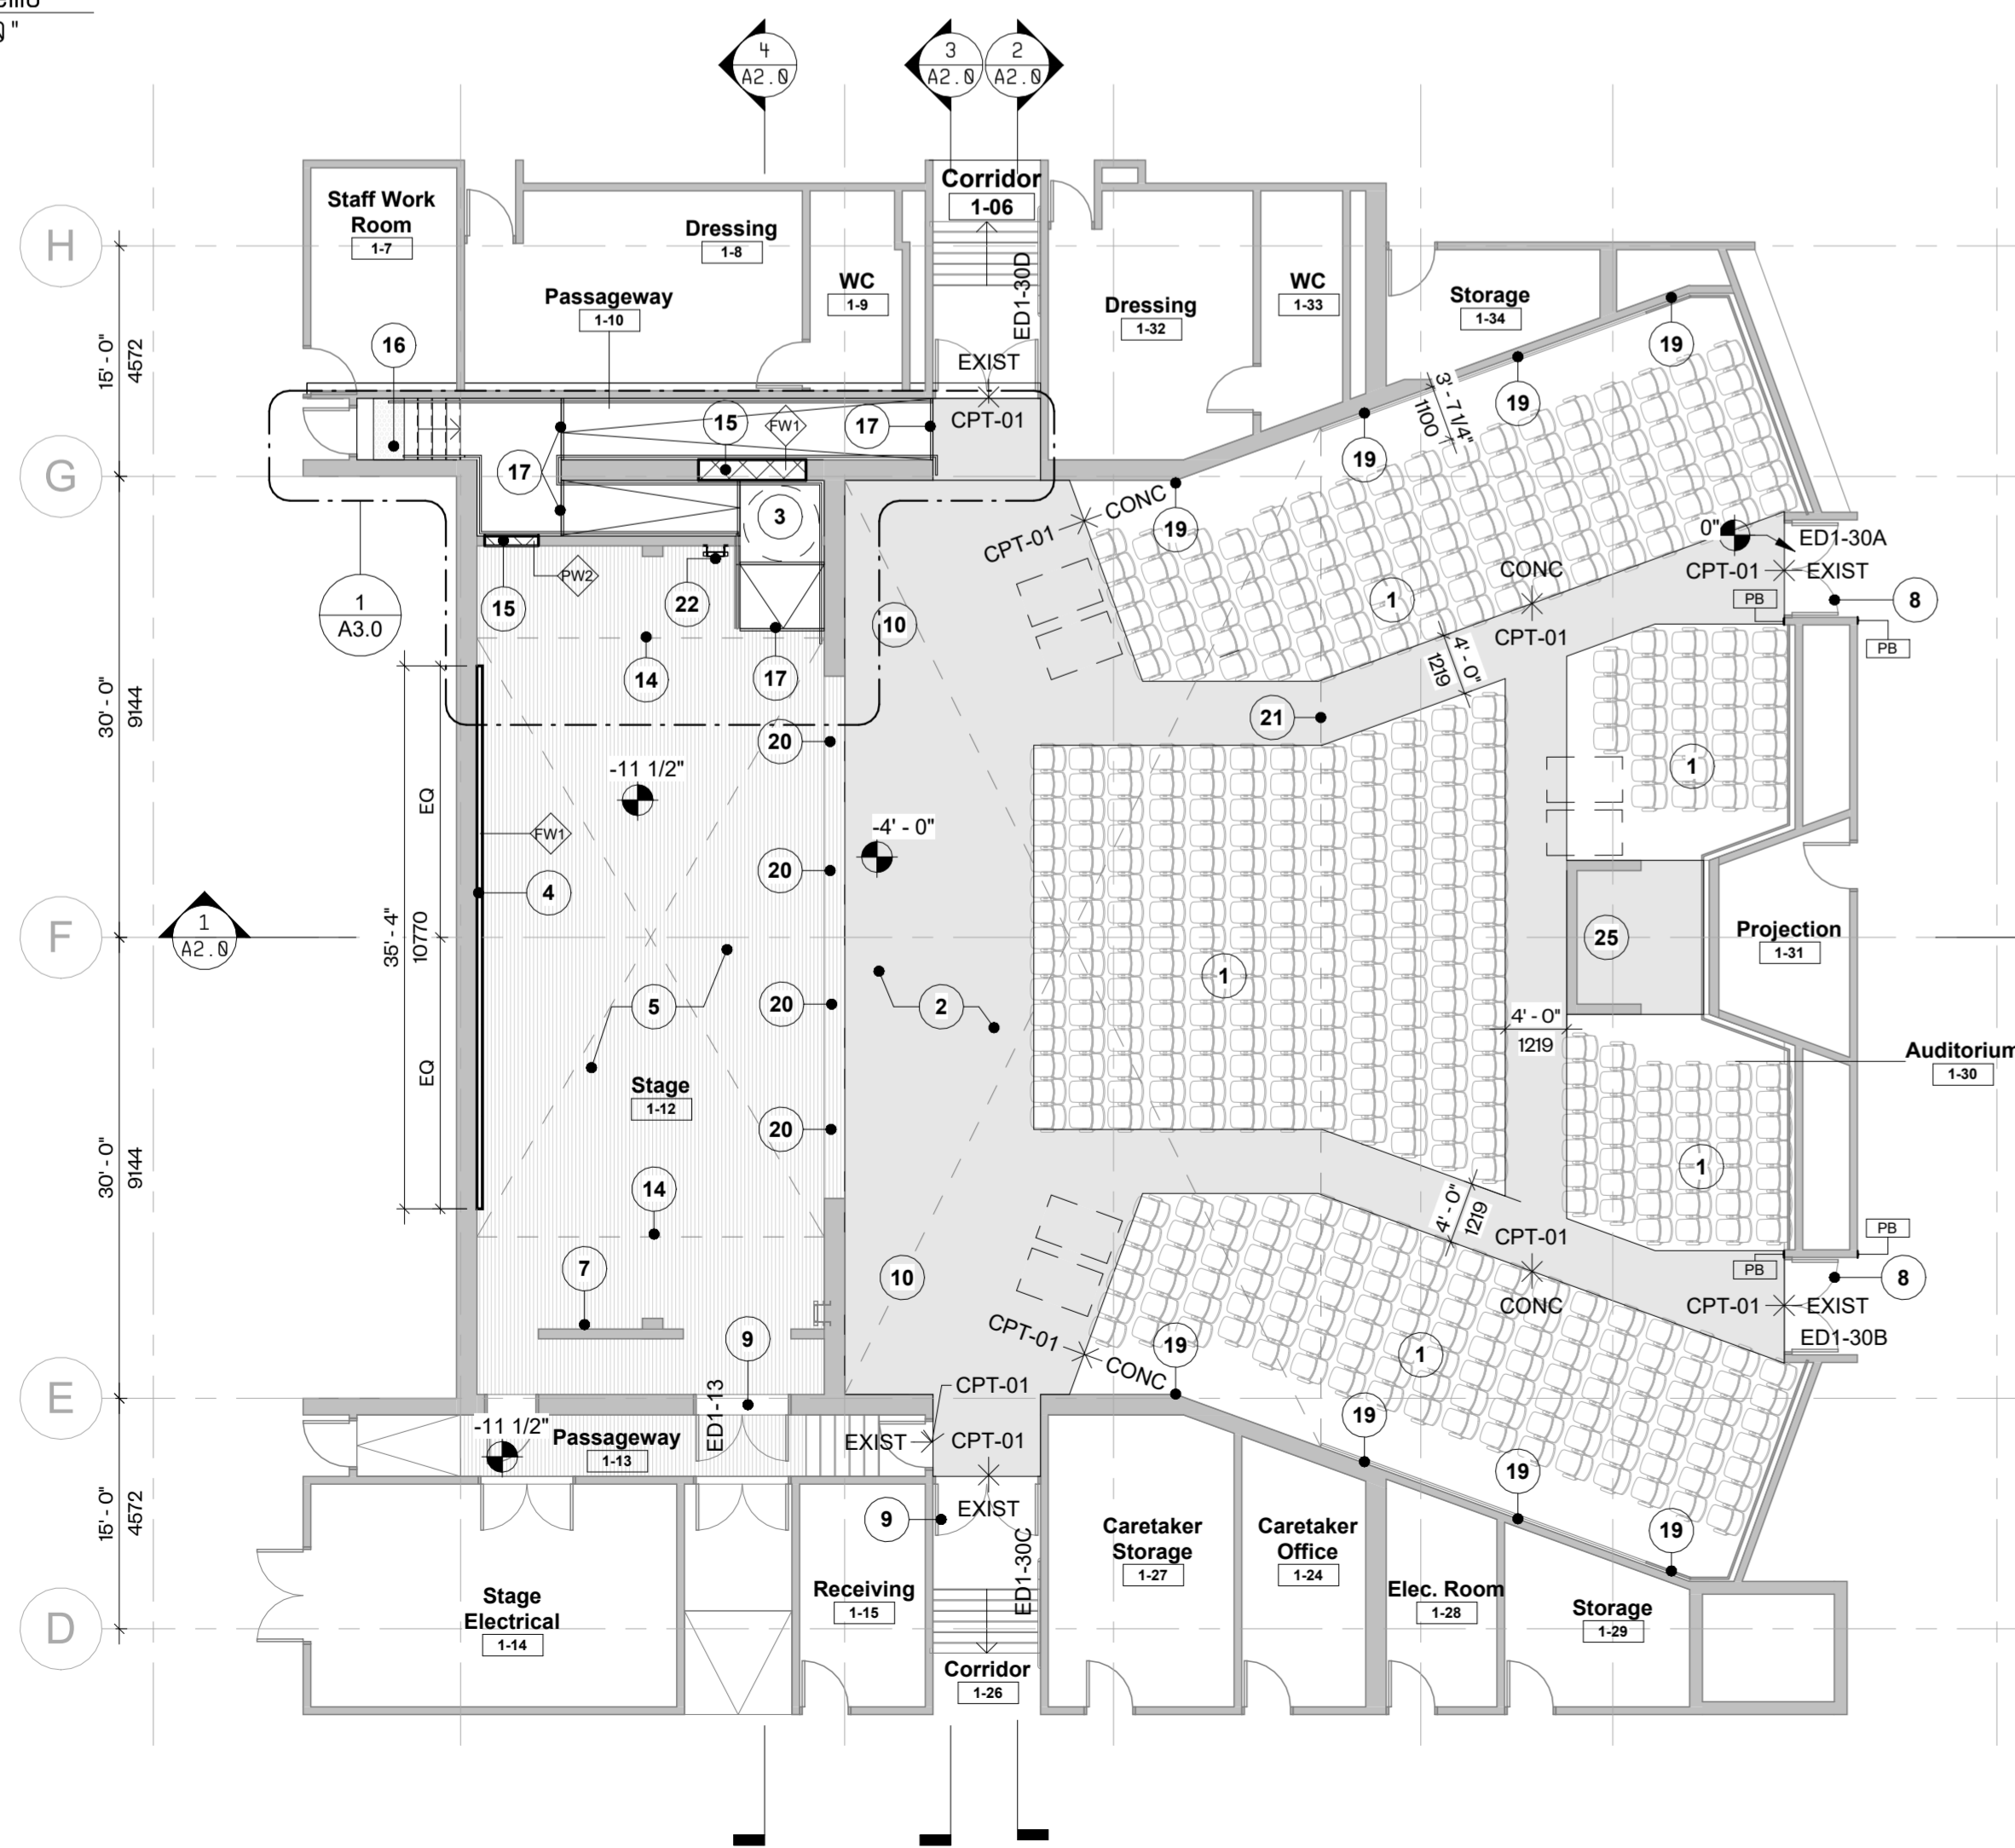 0"
4
A2.0
3
A2.0
2
A2.0
Staff Work
Room
1-7
Dressing
1-8
Passageway
1-10
WC
1-9
Corridor
1-06
ED1-30D
EXIST
CPT-01
Dressing
1-32
WC
1-33
Storage
1-34
H
15' - 0"
4572
16
17
15
FW1
17
19
19
19
19
3' - 7 1/4"
1100
G
3
CPT-01
CONC
0"
ED1-30A
CPT-01
EXIST
PB
8
PB
CONC
CPT-01
1
1
A3.0
15
PW2
22
10
14
17
4' - 0"
1219
21
30' - 0"
9144
20
-11 1/2"
EQ
FW1
-4' - 0"
1
20
4
35' - 4"
10770
F
1
A2.0
25
Projection
1-31
1
5
20
2
4' - 0"
1219
Auditorium
1-30
EQ
Stage
1-12
20
14
1
30' - 0"
9144
4' - 0"
1219
CPT-01
CONC
PB
PB
8
CPT-01
EXIST
ED1-30B
7
10
9
CPT-01
CONC
19
1
E
-11 1/2"
Passageway
1-13
ED1-13
CPT-01
EXIST
CPT-01
EXIST
19
19
19
9
ED1-30C
15' - 0"
4572
Caretaker
Storage
1-27
Caretaker
Office
1-24
Elec. Room
1-28
Storage
1-29
D
Stage
Electrical
1-14
Receiving
1-15
Corridor
1-26